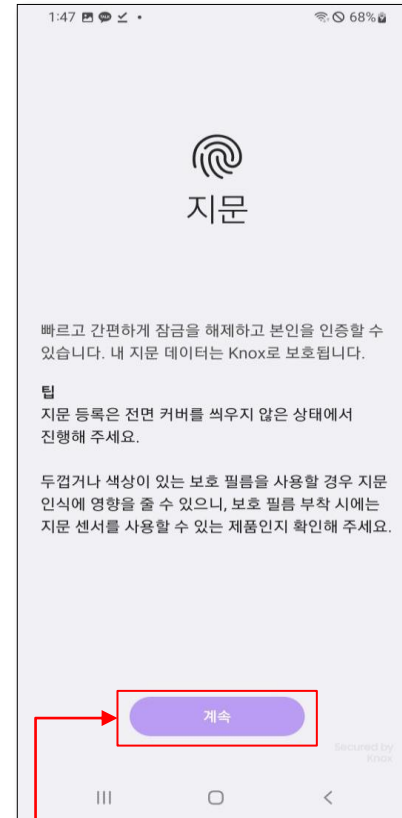 1:47
68%
지문
빠르고 간편하게 잠금을 해제하고 본인을 인증할 수
있습니다. 내 지문 데이터는 Knox로 보호됩니다.
팁
지문 등록은 전면 커버를 씌우지 않은 상태에서
진행해 주세요.
두껍거나 색상이 있는 보호 필름을 사용할 경우 지문
인식에 영향을 줄 수 있으니, 보호 필름 부착 시에는
지문 센서를 사용할 수 있는 제품인지 확인해 주세요.
계속
Secured by
Knox